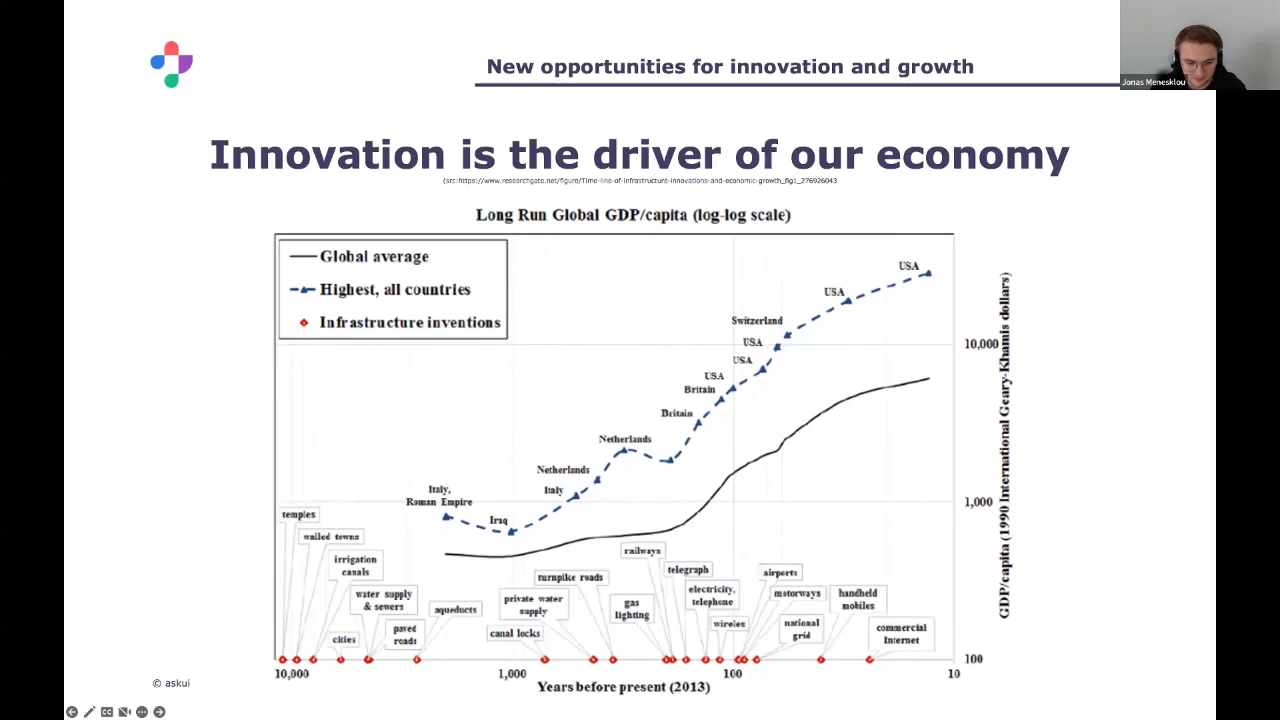 New opportunities for innovation and growth
Jonas Menesklou
Innovation is the driver of our economy
(src:https://www.researchgate.net/figure/Time-line-of-infrastructure-innovations-and-economic-growth_fig1_276926043
Long Run Global GDP/capita (log-log scale)
Global average
Highest, all countries
Infrastructure inventions
USA
USA
Switzerland
USA
USA
USA
Britain
Britain
Netherlands
Netherlands
Italy
Italy,
Roman Empire
Iraq
10,000
1,000
100
GDP/capita (1990 International Geary-Khamis dollars)
temples
walled towns
irrigation
canals
water supply
& sewers
cities
paved
roads
aqueducts
canal locks
private water
supply
turnpike roads
gas
lighting
railways
telegraph
electricity,
telephone
wireles
airports
motorways
national
grid
handheld
mobiles
commercial
Internet
10,000
1,000
100
10
Years before present (2013)
© askui
CC